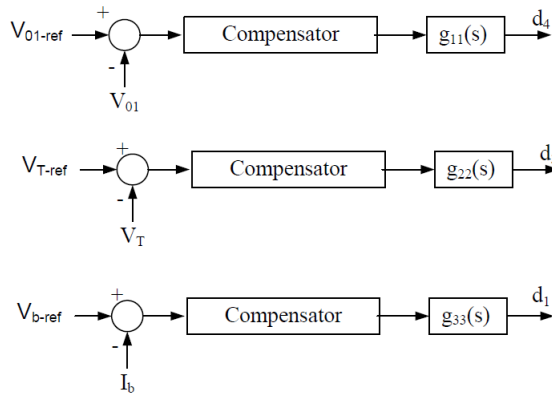 V01-ref + - V01 Compensator g11(s) d4
VT-ref + - VT Compensator g22(s) d
Vb-ref + - Ib Compensator g33(s) d1